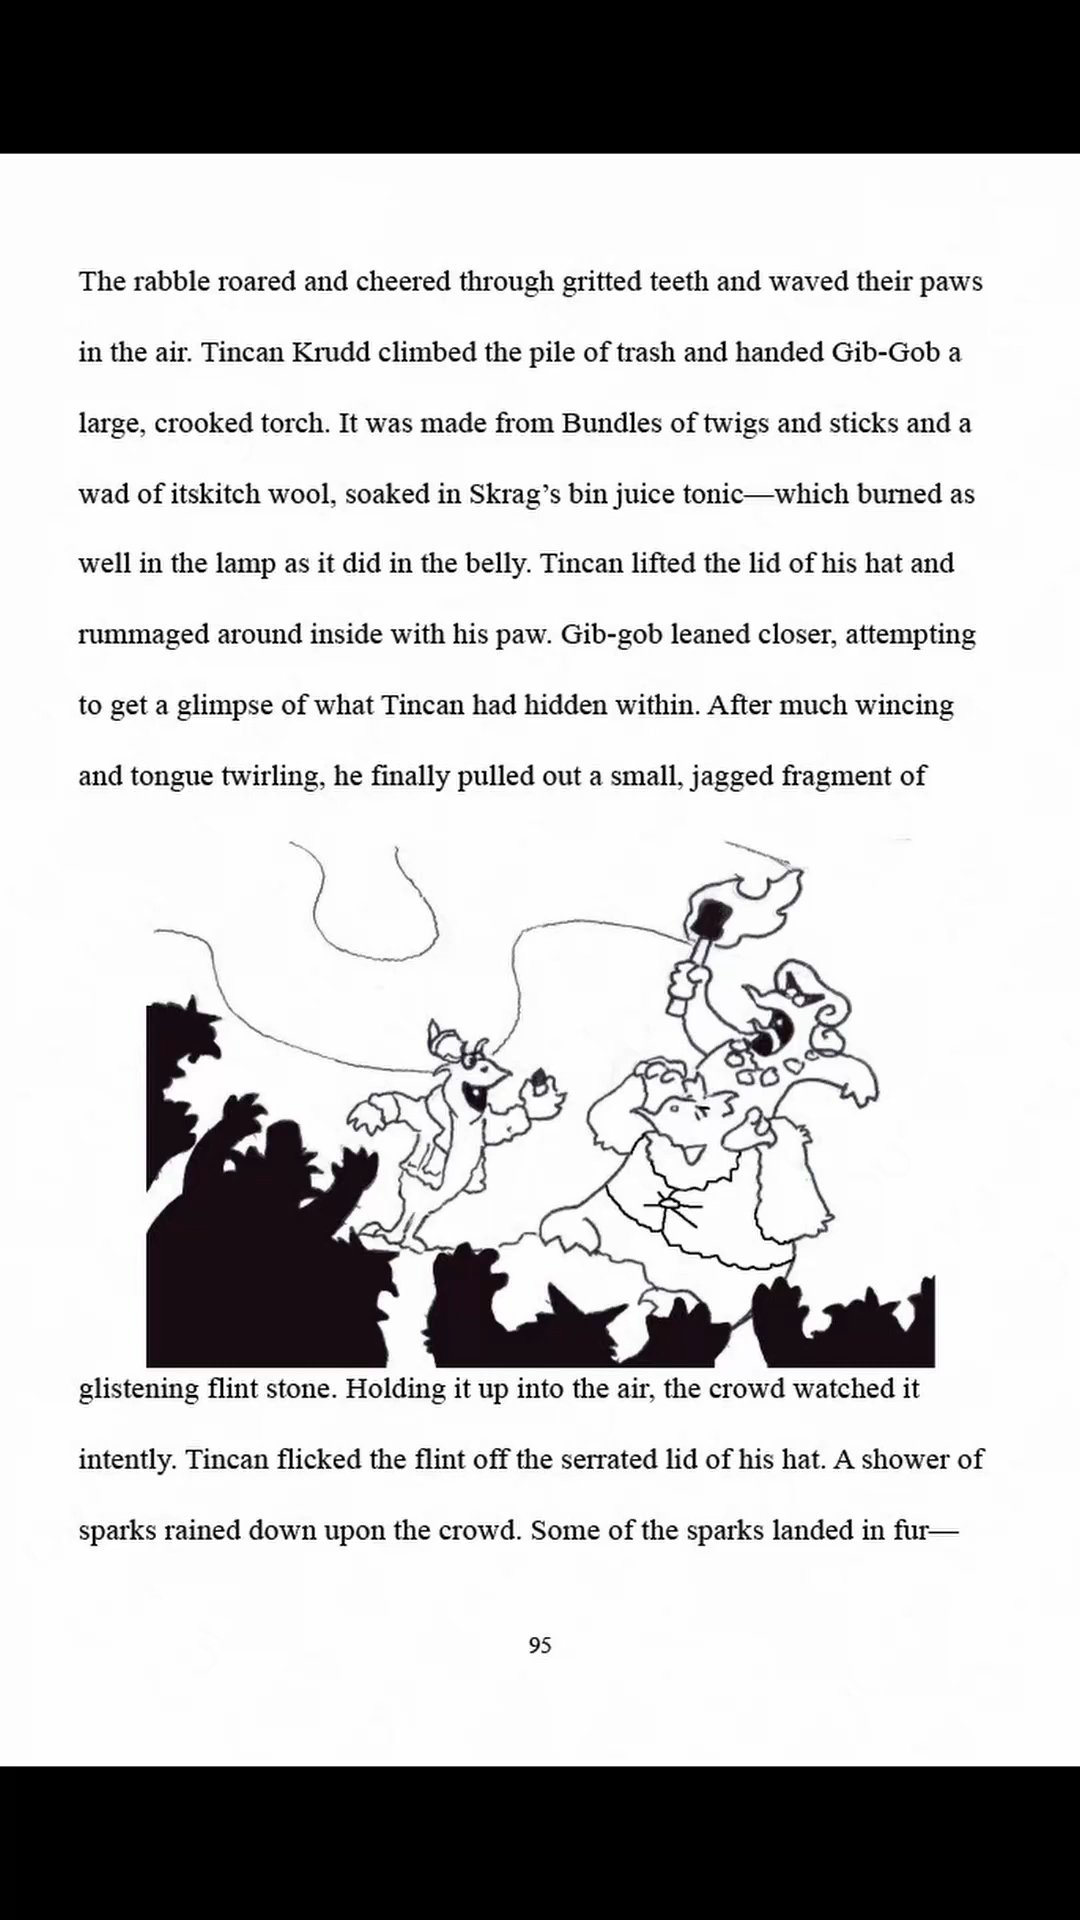 The rabble roared and cheered through gritted teeth and waved their paws
in the air. Tincan Krudd climbed the pile of trash and handed Gib-Gob a
large, crooked torch. It was made from Bundles of twigs and sticks and a
wad of itskitch wool, soaked in Skrag’s bin juice tonic—which burned as
well in the lamp as it did in the belly. Tincan lifted the lid of his hat and
rummaged around inside with his paw. Gib-gob leaned closer, attempting
to get a glimpse of what Tincan had hidden within. After much wincing
and tongue twirling, he finally pulled out a small, jagged fragment of
glistening flint stone. Holding it up into the air, the crowd watched it
intently. Tincan flicked the flint off the serrated lid of his hat. A shower of
sparks rained down upon the crowd. Some of the sparks landed in fur—
95